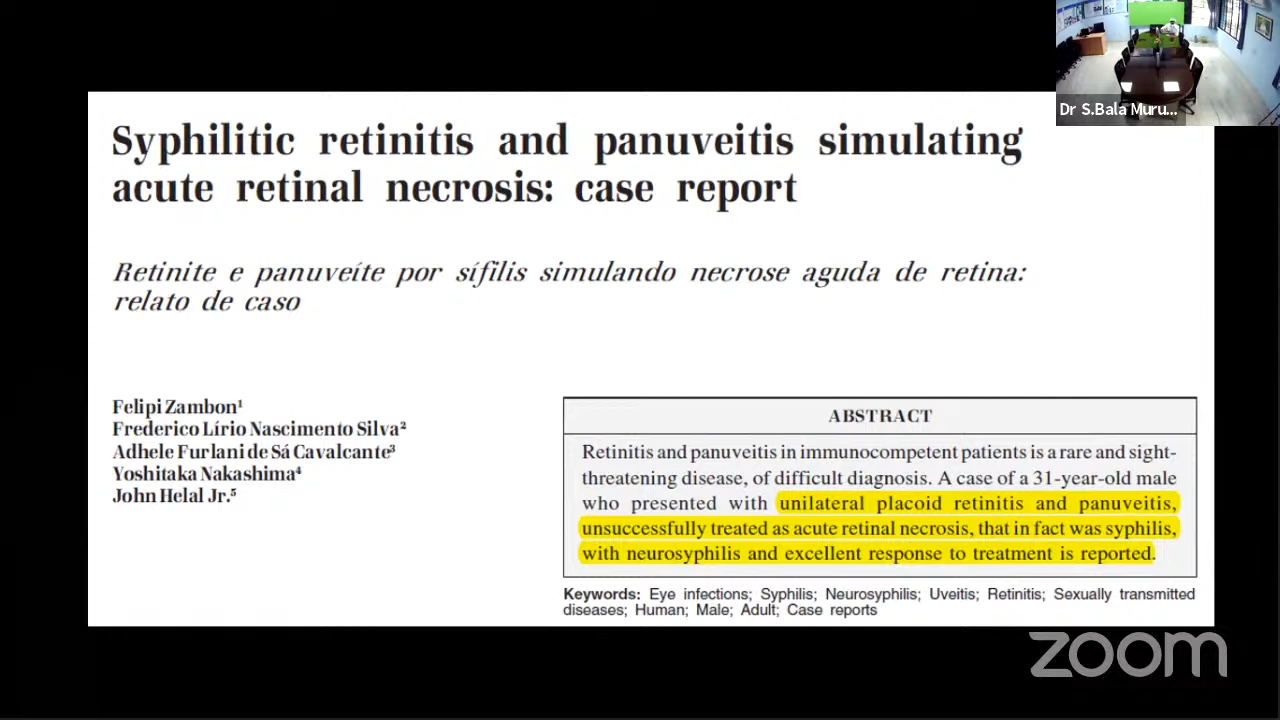 Dr S.Bala Muru...
Syphilitic retinitis and panuveitis simulating
acute retinal necrosis: case report
Retinite e panuveíte por sífilis simulando necrose aguda de retina:
relato de caso
Felipi Zambon¹
Frederico Lírio Nascimento Silva²
Adhele Furlani de Sá Cavalcante³
Yoshitaka Nakashima⁴
John Helal Jr.⁵
ABSTRACT
Retinitis and panuveitis in immunocompetent patients is a rare and sight-
threatening disease, of difficult diagnosis. A case of a 31-year-old male
who presented with unilateral placoid retinitis and panuveitis,
unsuccessfully treated as acute retinal necrosis, that in fact was syphilis,
with neurosyphilis and excellent response to treatment is reported.
Keywords: Eye infections; Syphilis; Neurosyphilis; Uveitis; Retinitis; Sexually transmitted
diseases; Human; Male; Adult; Case reports
zoom